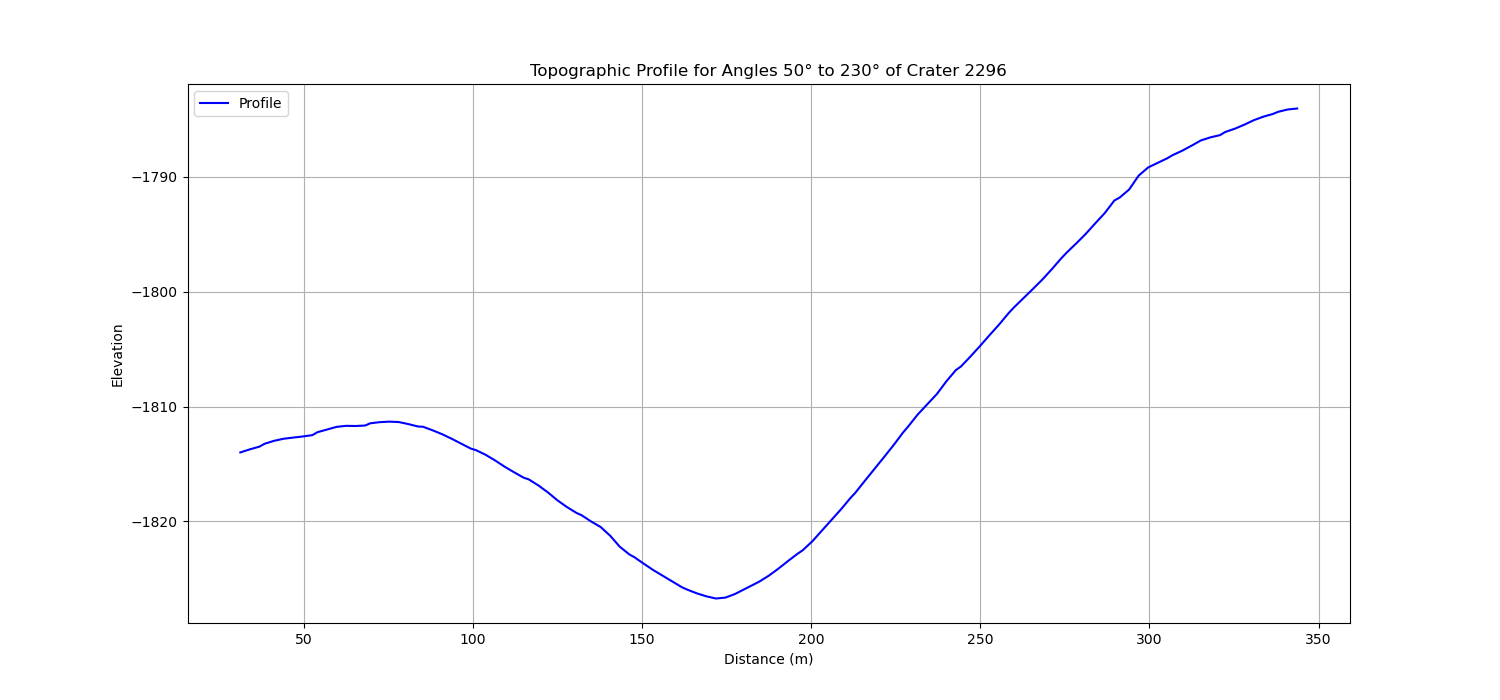 Topographic Profile for Angles 50° to 230° of Crater 2296
Profile
−1790
−1800
−1810
−1820
Elevation
50 100 150 200 250 300 350
Distance (m)